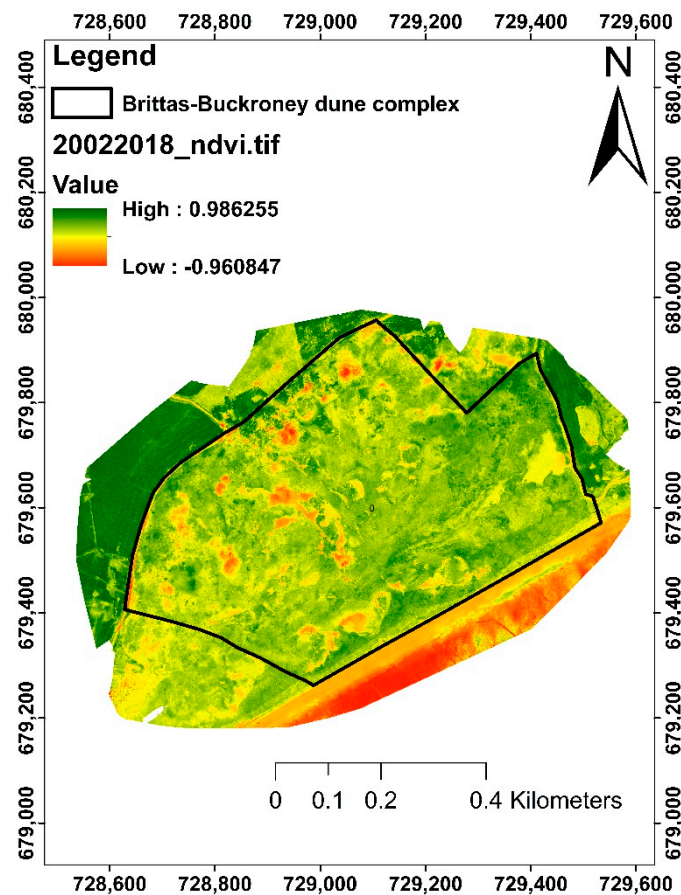 728,600 728,800 729,000 729,200 729,400 729,600
Legend
N
Brittas-Buckroney dune complex
20022018_ndvi.tif
Value
High : 0.986255
Low : -0.960847
680,400 680,400
680,200 680,200
680,000 680,000
679,800 679,800
679,600 679,600
0
679,400 679,400
679,200 679,200
679,000 679,000
0 0.1 0.2 0.4 Kilometers
728,600 728,800 729,000 729,200 729,400 729,600